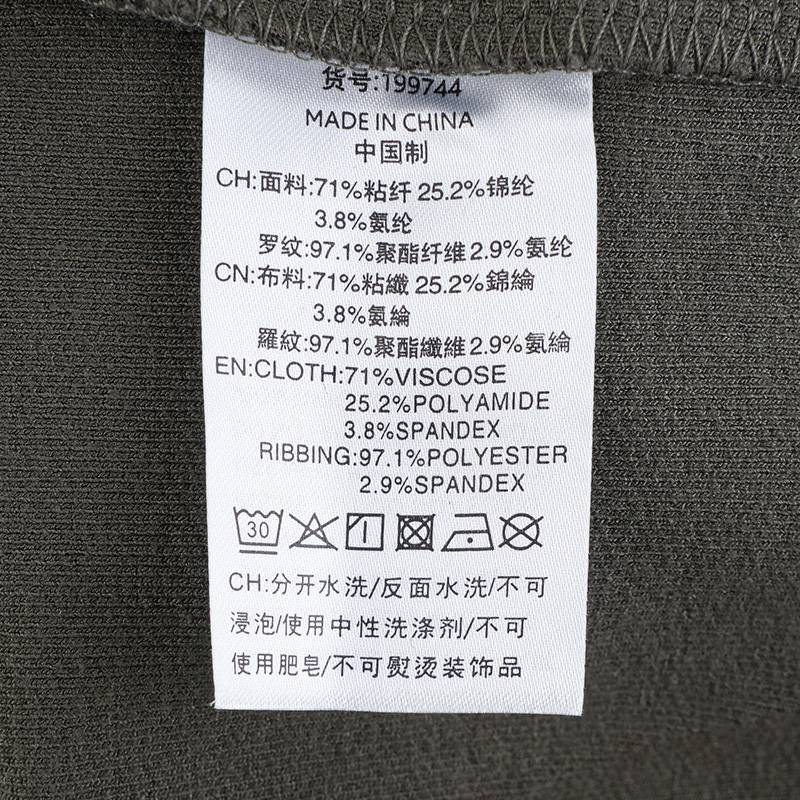 货号:199744
MADE IN CHINA
中国制
CH:面料:71%粘纤 25.2%锦纶
3.8%氨纶
罗纹:97.1%聚酯纤维 2.9%氨纶
CN:布料:71%粘纖 25.2%錦綸
3.8%氨綸
羅紋:97.1%聚酯纖維 2.9%氨綸
EN:CLOTH:71%VISCOSE
25.2%POLYAMIDE
3.8%SPANDEX
RIBBING:97.1%POLYESTER
2.9%SPANDEX
30
CH:分开水洗/反面水洗/不可
浸泡/使用中性洗涤剂/不可
使用肥皂/不可熨烫装饰品